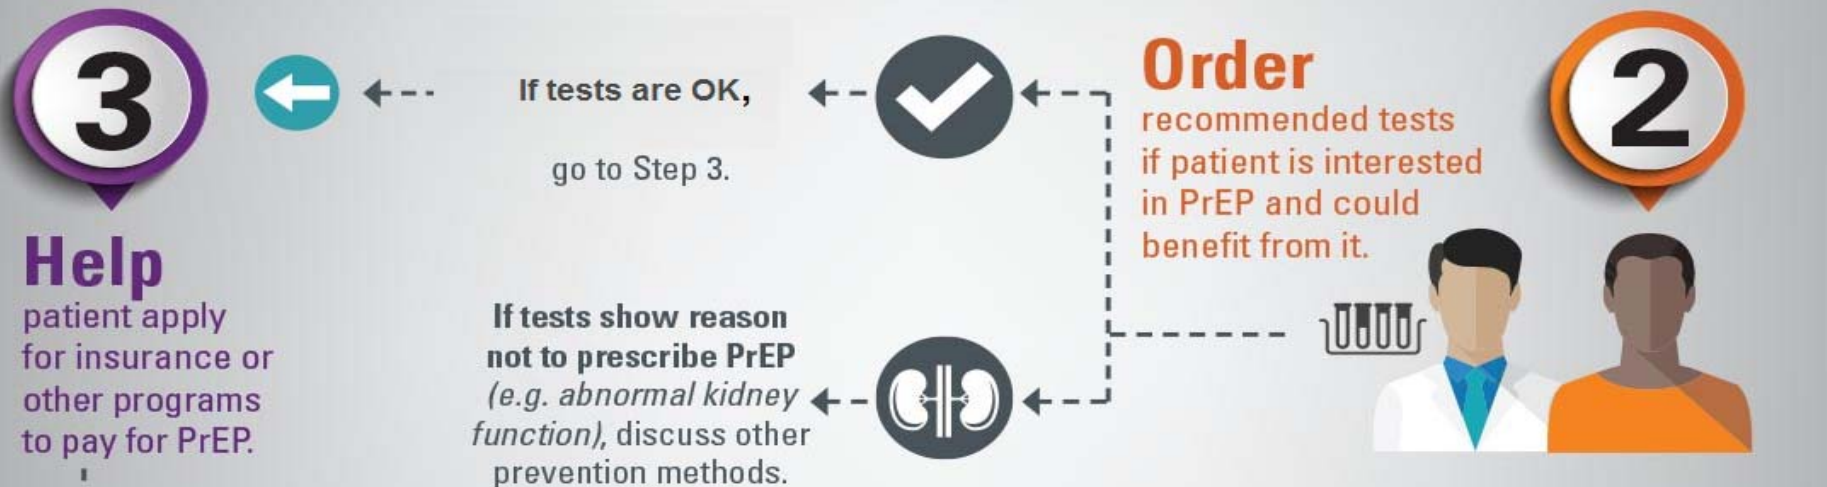 2
Order
recommended tests
if patient is interested
in PrEP and could
benefit from it.
If tests are OK,
go to Step 3.
If tests show reason
not to prescribe PrEP
(e.g. abnormal kidney
function), discuss other
prevention methods.
3
Help
patient apply
for insurance or
other programs
to pay for PrEP.